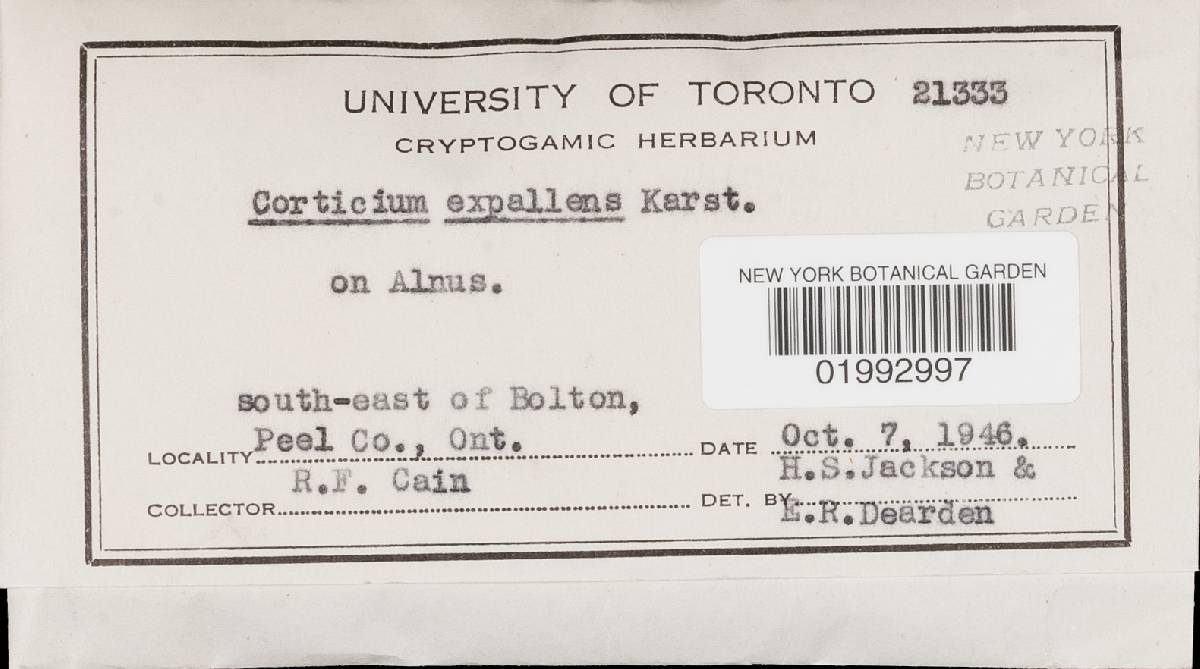 UNIVERSITY OF TORONTO 21333
CRYPTOGAMIC HERBARIUM
NEW YORK
BOTANICAL
GARDEN
Corticium expallens Karst.
on Alnus.
NEW YORK BOTANICAL GARDEN
01992997
south-east of Bolton,
LOCALITY Peel Co., Ont.
DATE Oct. 7, 1946.
COLLECTOR R.F. Cain
DET. BY H.S.Jackson &
E.R.Dearden